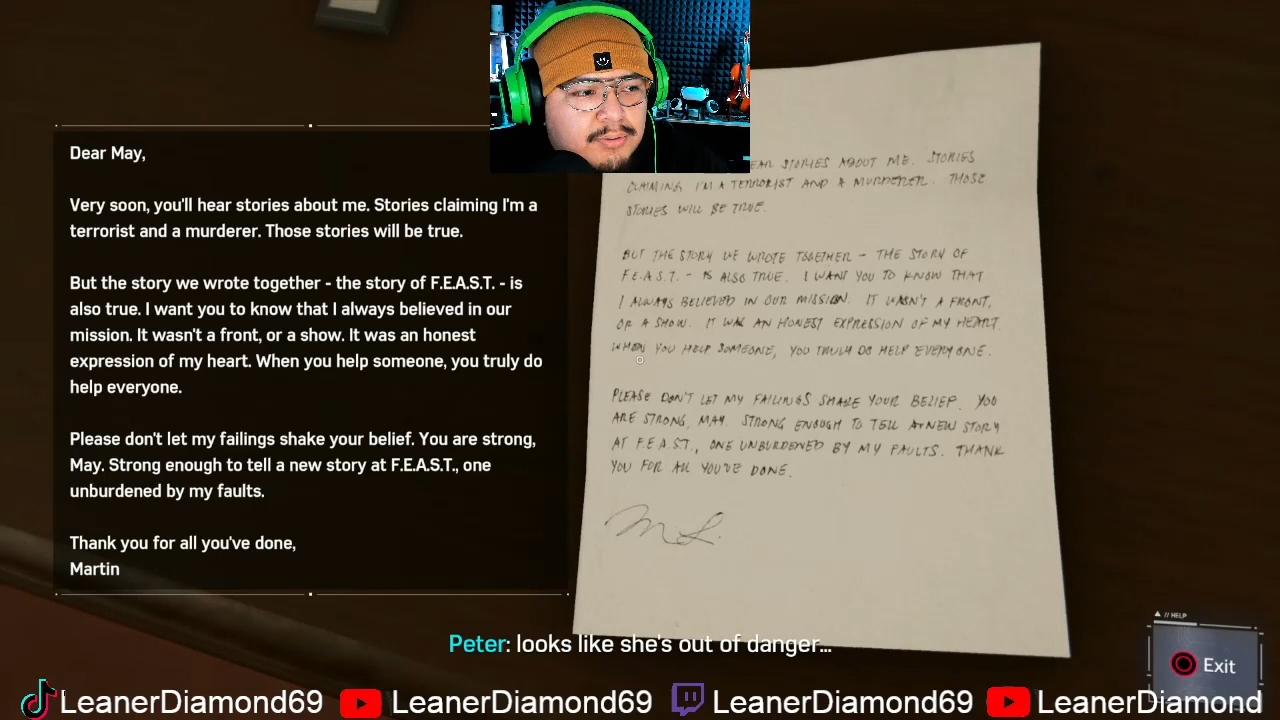 Dear May,
Very soon, you'll hear stories about me. Stories claiming I'm a
terrorist and a murderer. Those stories will be true.
But the story we wrote together - the story of F.E.A.S.T. - is
also true. I want you to know that I always believed in our
mission. It wasn't a front, or a show. It was an honest
expression of my heart. When you help someone, you truly do
help everyone.
Please don't let my failings shake your belief. You are strong,
May. Strong enough to tell a new story at F.E.A.S.T., one
unburdened by my faults.
Thank you for all you've done,
Martin
STORIES ABOUT ME. STORIES
CLAIMING I'M A TERRORIST AND A MURDERER. THOSE
STORIES WILL BE TRUE.
BUT THE STORY WE WROTE TOGETHER - THE STORY OF
F.E.A.S.T. - IS ALSO TRUE. I WANT YOU TO KNOW THAT
I ALWAYS BELIEVED IN OUR MISSION. IT WASN'T A FRONT,
OR A SHOW. IT WAS AN HONEST EXPRESSION OF MY HEART.
WHEN YOU HELP SOMEONE, YOU TRULY DO HELP EVERYONE.
PLEASE DON'T LET MY FAILINGS SHAKE YOUR BELIEF. YOU
ARE STRONG, MAY. STRONG ENOUGH TO TELL A NEW STORY
AT F.E.A.S.T., ONE UNBURDENED BY MY FAULTS. THANK
YOU FOR ALL YOU'VE DONE.
M L.
Peter: looks like she's out of danger...
// HELP
Exit
LeanerDiamond69 LeanerDiamond69 LeanerDiamond69 LeanerDiamond